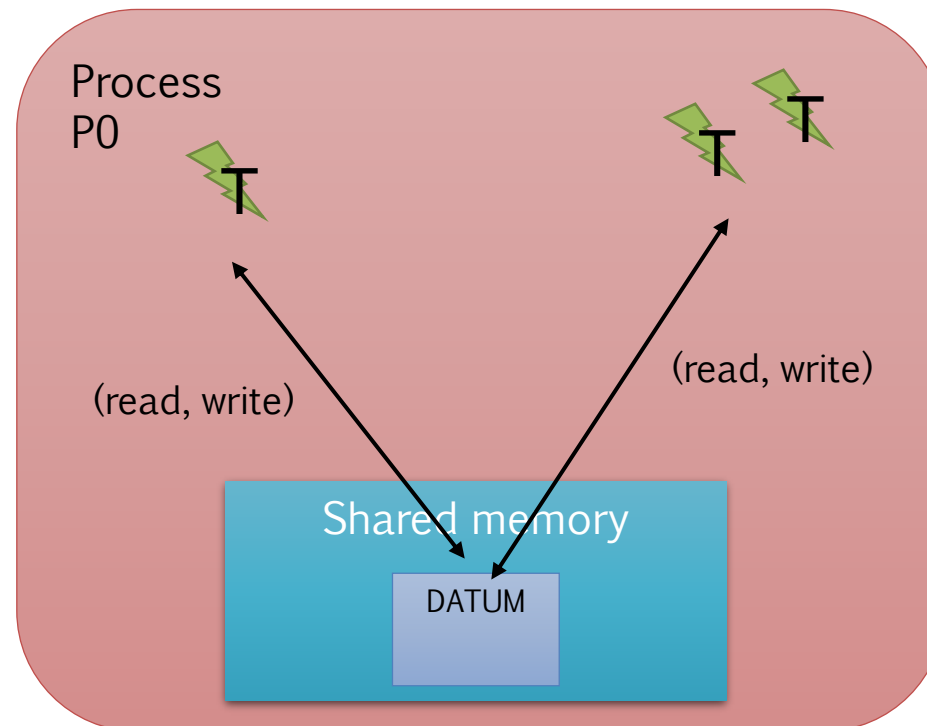 Process
P0
T
T
T
(read, write)
(read, write)
Shared memory
DATUM